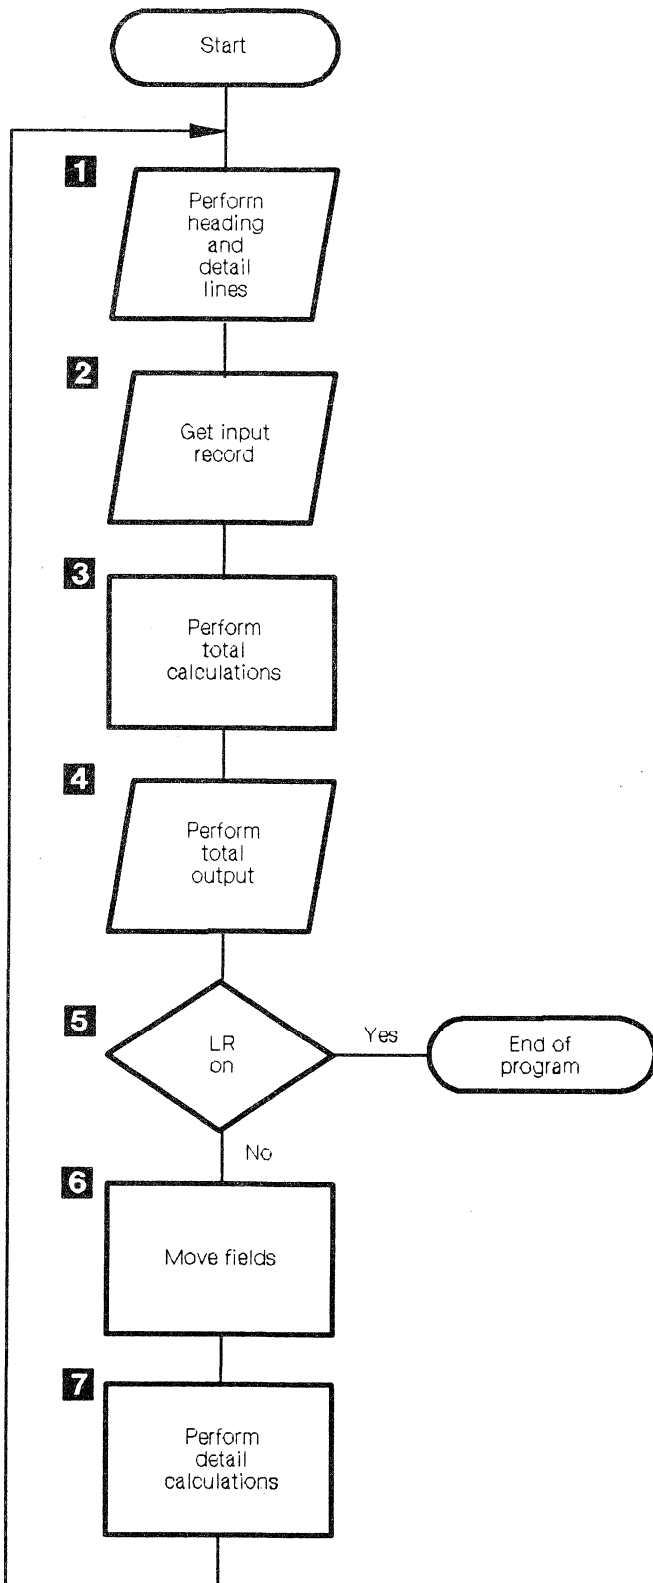 Start
1
Perform
heading
and
detail
lines
2
Get input
record
3
Perform
total
calculations
4
Perform
total
output
5
LR
on
Yes
End of
program
No
6
Move fields
7
Perform
detail
calculations